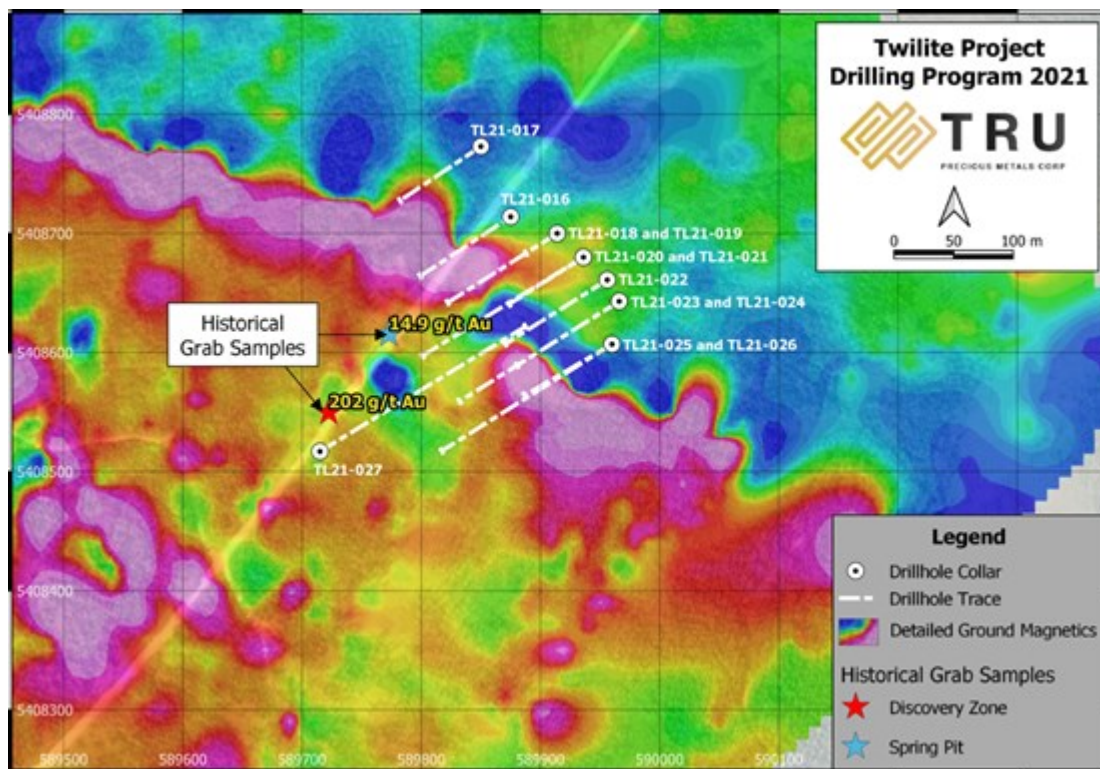 Twilite Project
Drilling Program 2021
TRU
PRECIOUS METALS CORP
0 50 100 m
5408800
TL21-017
TL21-016
5408700
TL21-018 and TL21-019
TL21-020 and TL21-021
TL21-022
TL21-023 and TL21-024
Historical
Grab Samples
14.9 g/t Au
5408600
TL21-025 and TL21-026
202 g/t Au
5408500
TL21-027
5408400
5408300
589500 589600 589700 589800 589900 590000 590100
Legend
Drillhole Collar
Drillhole Trace
Detailed Ground Magnetics
Historical Grab Samples
Discovery Zone
Spring Pit